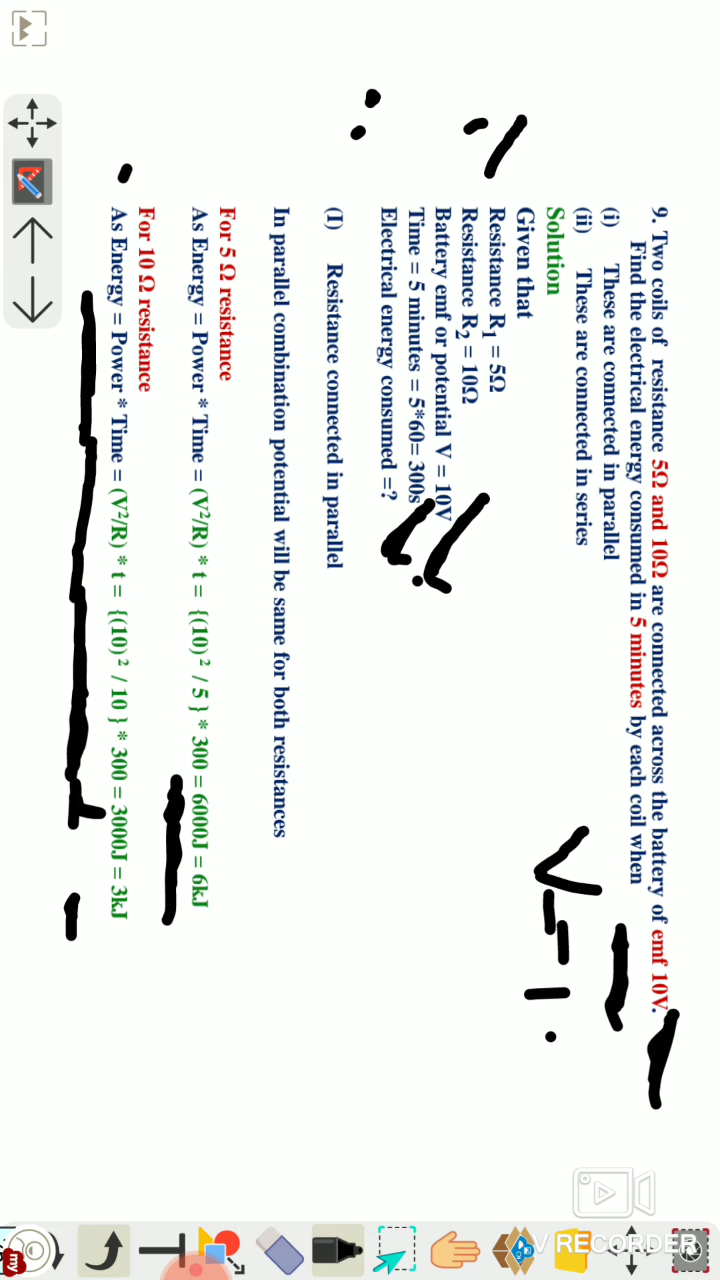 9. Two coils of resistance 5Ω and 10Ω are connected across the battery of emf 10V.
Find the electrical energy consumed in 5 minutes by each coil when
(i) These are connected in parallel
(ii) These are connected in series
Solution
Given that
Resistance R₁ = 5Ω
Resistance R₂ = 10Ω
Battery emf or potential V = 10V
Time = 5 minutes = 5*60= 300s
Electrical energy consumed =?
(I) Resistance connected in parallel
In parallel combination potential will be same for both resistances
For 5 Ω resistance
As Energy = Power * Time = (V²/R) * t = {(10)² / 5 } * 300 = 6000J = 6kJ
For 10 Ω resistance
As Energy = Power * Time = (V²/R) * t = {(10)² / 10 } * 300 = 3000J = 3kJ
V RECORDER